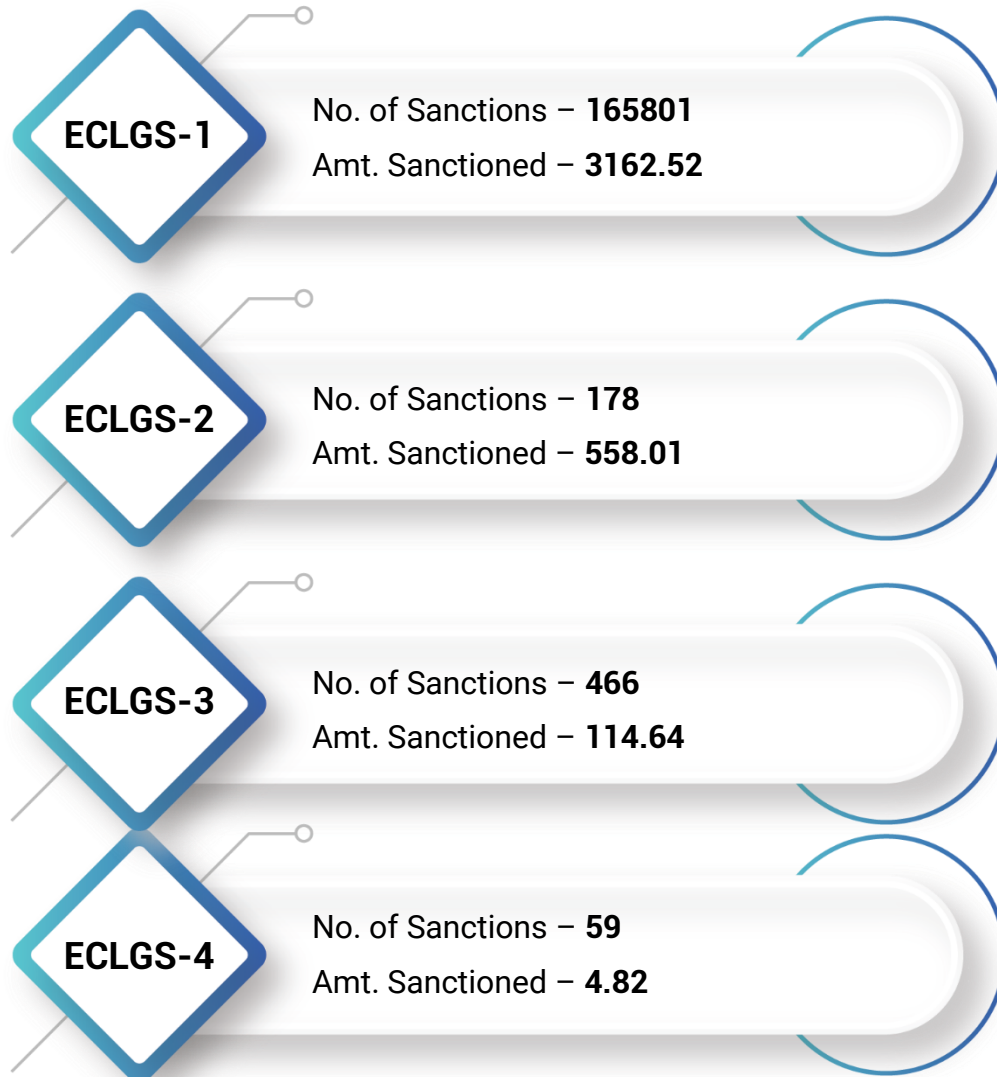 ECLGS-1
No. of Sanctions – 165801
Amt. Sanctioned – 3162.52
ECLGS-2
No. of Sanctions – 178
Amt. Sanctioned – 558.01
ECLGS-3
No. of Sanctions – 466
Amt. Sanctioned – 114.64
ECLGS-4
No. of Sanctions – 59
Amt. Sanctioned – 4.82